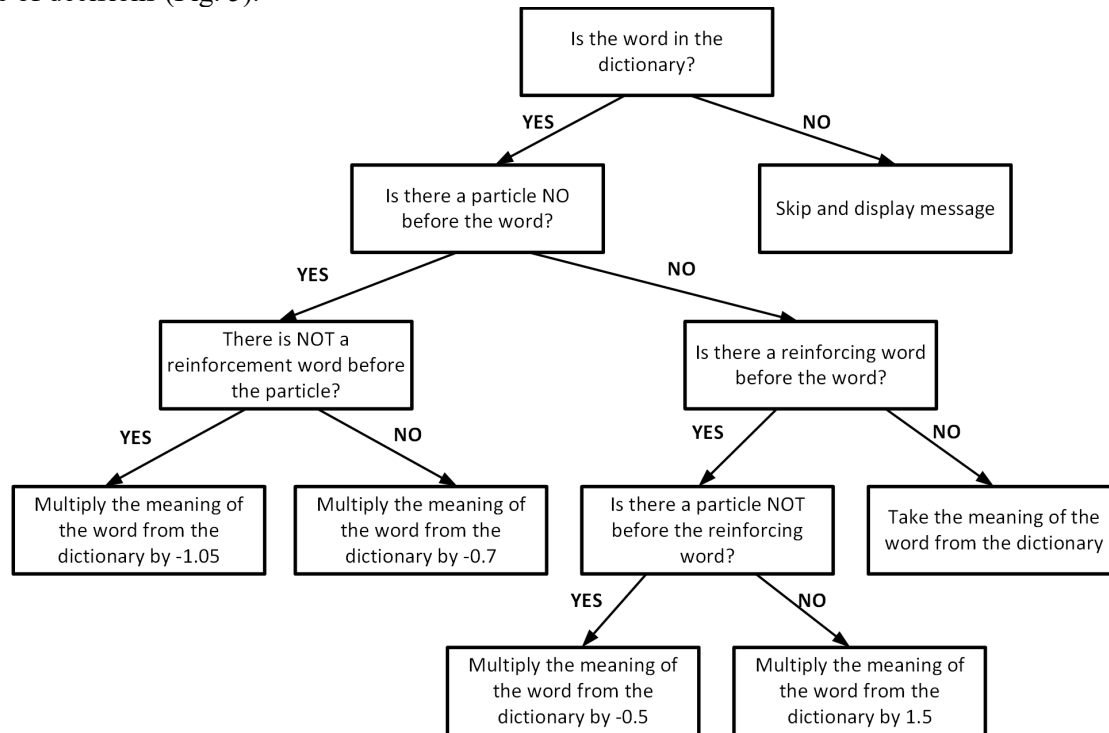 of decisions (Fig. 3).
Is the word in the
dictionary?
YES
NO
Is there a particle NO
before the word?
Skip and display message
YES
NO
There is NOT a
reinforcement word before
the particle?
Is there a reinforcing word
before the word?
YES
NO
YES
NO
Multiply the meaning of
the word from the
dictionary by -1.05
Multiply the meaning of
the word from the
dictionary by -0.7
Is there a particle NOT
before the reinforcing
word?
Take the meaning of the
word from the dictionary
YES
NO
Multiply the meaning of
the word from the
dictionary by -0.5
Multiply the meaning of
the word from the
dictionary by 1.5